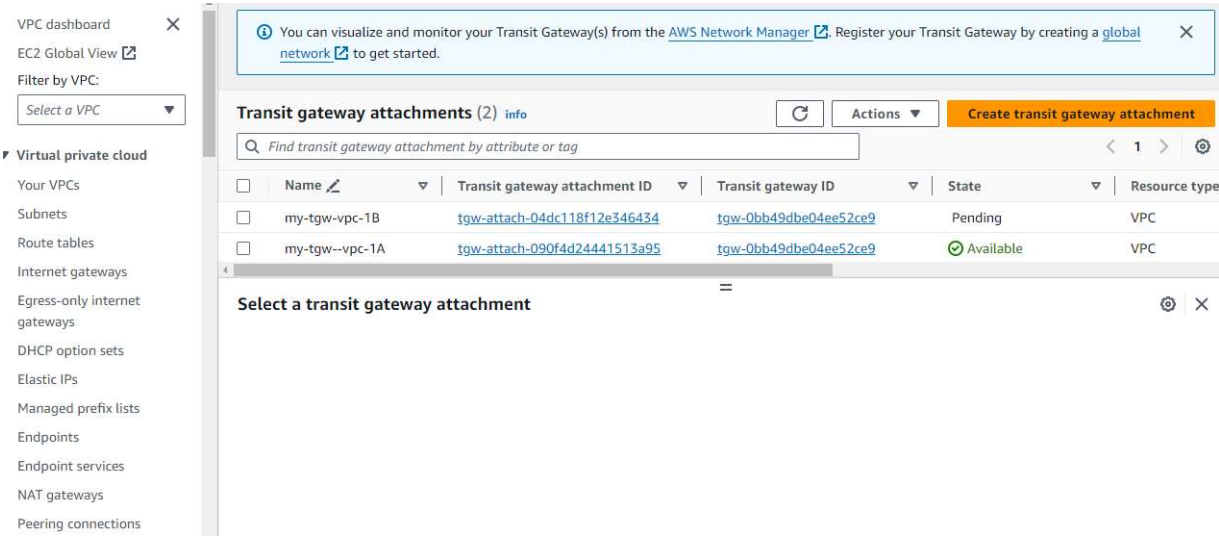 VPC dashboard
EC2 Global View
Filter by VPC:
Select a VPC
Virtual private cloud
Your VPCs
Subnets
Route tables
Internet gateways
Egress-only internet
gateways
DHCP option sets
Elastic IPs
Managed prefix lists
Endpoints
Endpoint services
NAT gateways
Peering connections
You can visualize and monitor your Transit Gateway(s) from the AWS Network Manager. Register your Transit Gateway by creating a global
network to get started.
Transit gateway attachments (2) info Actions Create transit gateway attachment
Find transit gateway attachment by attribute or tag 1
Name Transit gateway attachment ID Transit gateway ID State Resource type
my-tgw-vpc-1B tgw-attach-04dc118f12e346434 tgw-0bb49dbe04ee52ce9 Pending VPC
my-tgw--vpc-1A tgw-attach-090f4d24441513a95 tgw-0bb49dbe04ee52ce9 Available VPC
Select a transit gateway attachment